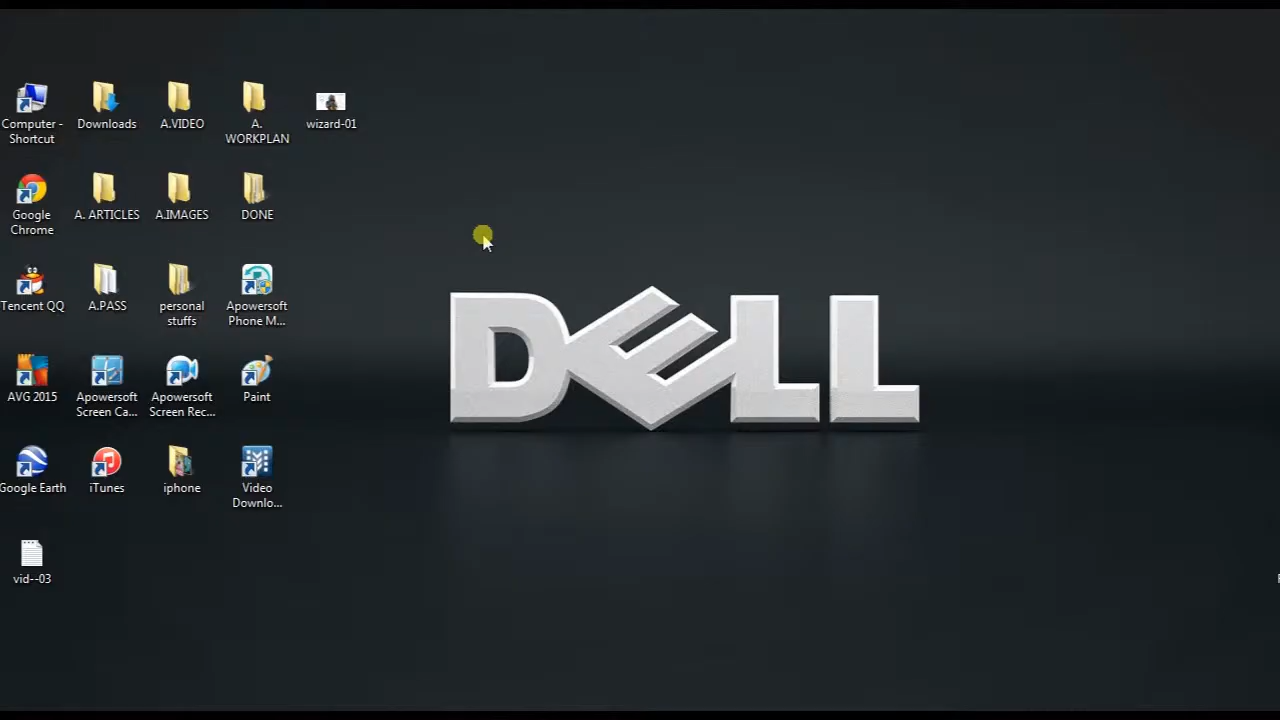 Computer -
Shortcut
Downloads
A.VIDEO
A.
WORKPLAN
wizard-01
Google
Chrome
A. ARTICLES
A.IMAGES
DONE
Tencent QQ
A.PASS
personal
stuffs
Apowersoft
Phone M...
AVG 2015
Apowersoft
Screen Ca...
Apowersoft
Screen Rec...
Paint
Google Earth
iTunes
iphone
Video
Downlo...
vid--03
DELL